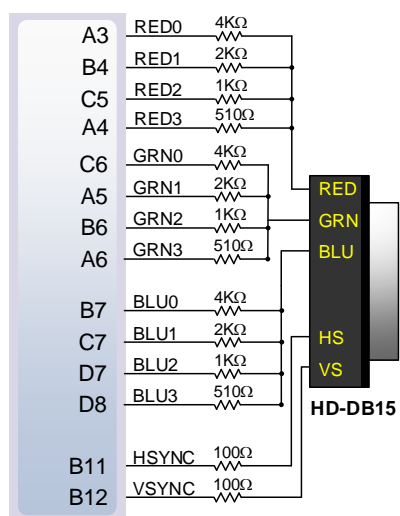 A3 RED0 4KΩ
B4 RED1 2KΩ
C5 RED2 1KΩ
A4 RED3 510Ω
C6 GRN0 4KΩ
A5 GRN1 2KΩ
B6 GRN2 1KΩ
A6 GRN3 510Ω
B7 BLU0 4KΩ
C7 BLU1 2KΩ
D7 BLU2 1KΩ
D8 BLU3 510Ω
B11 HSYNC 100Ω
B12 VSYNC 100Ω
RED
GRN
BLU
HS
VS
HD-DB15